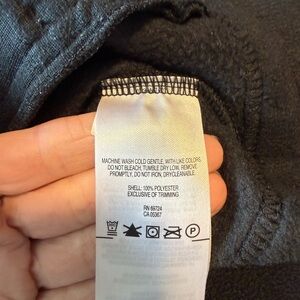 MACHINE WASH COLD GENTLE, WITH LIKE COLORS,
DO NOT BLEACH, TUMBLE DRY LOW, REMOVE
PROMPTLY, DO NOT IRON, DRYCLEANABLE.
SHELL: 100% POLYESTER
EXCLUSIVE OF TRIMMING
RN 69724
CA 05367
P